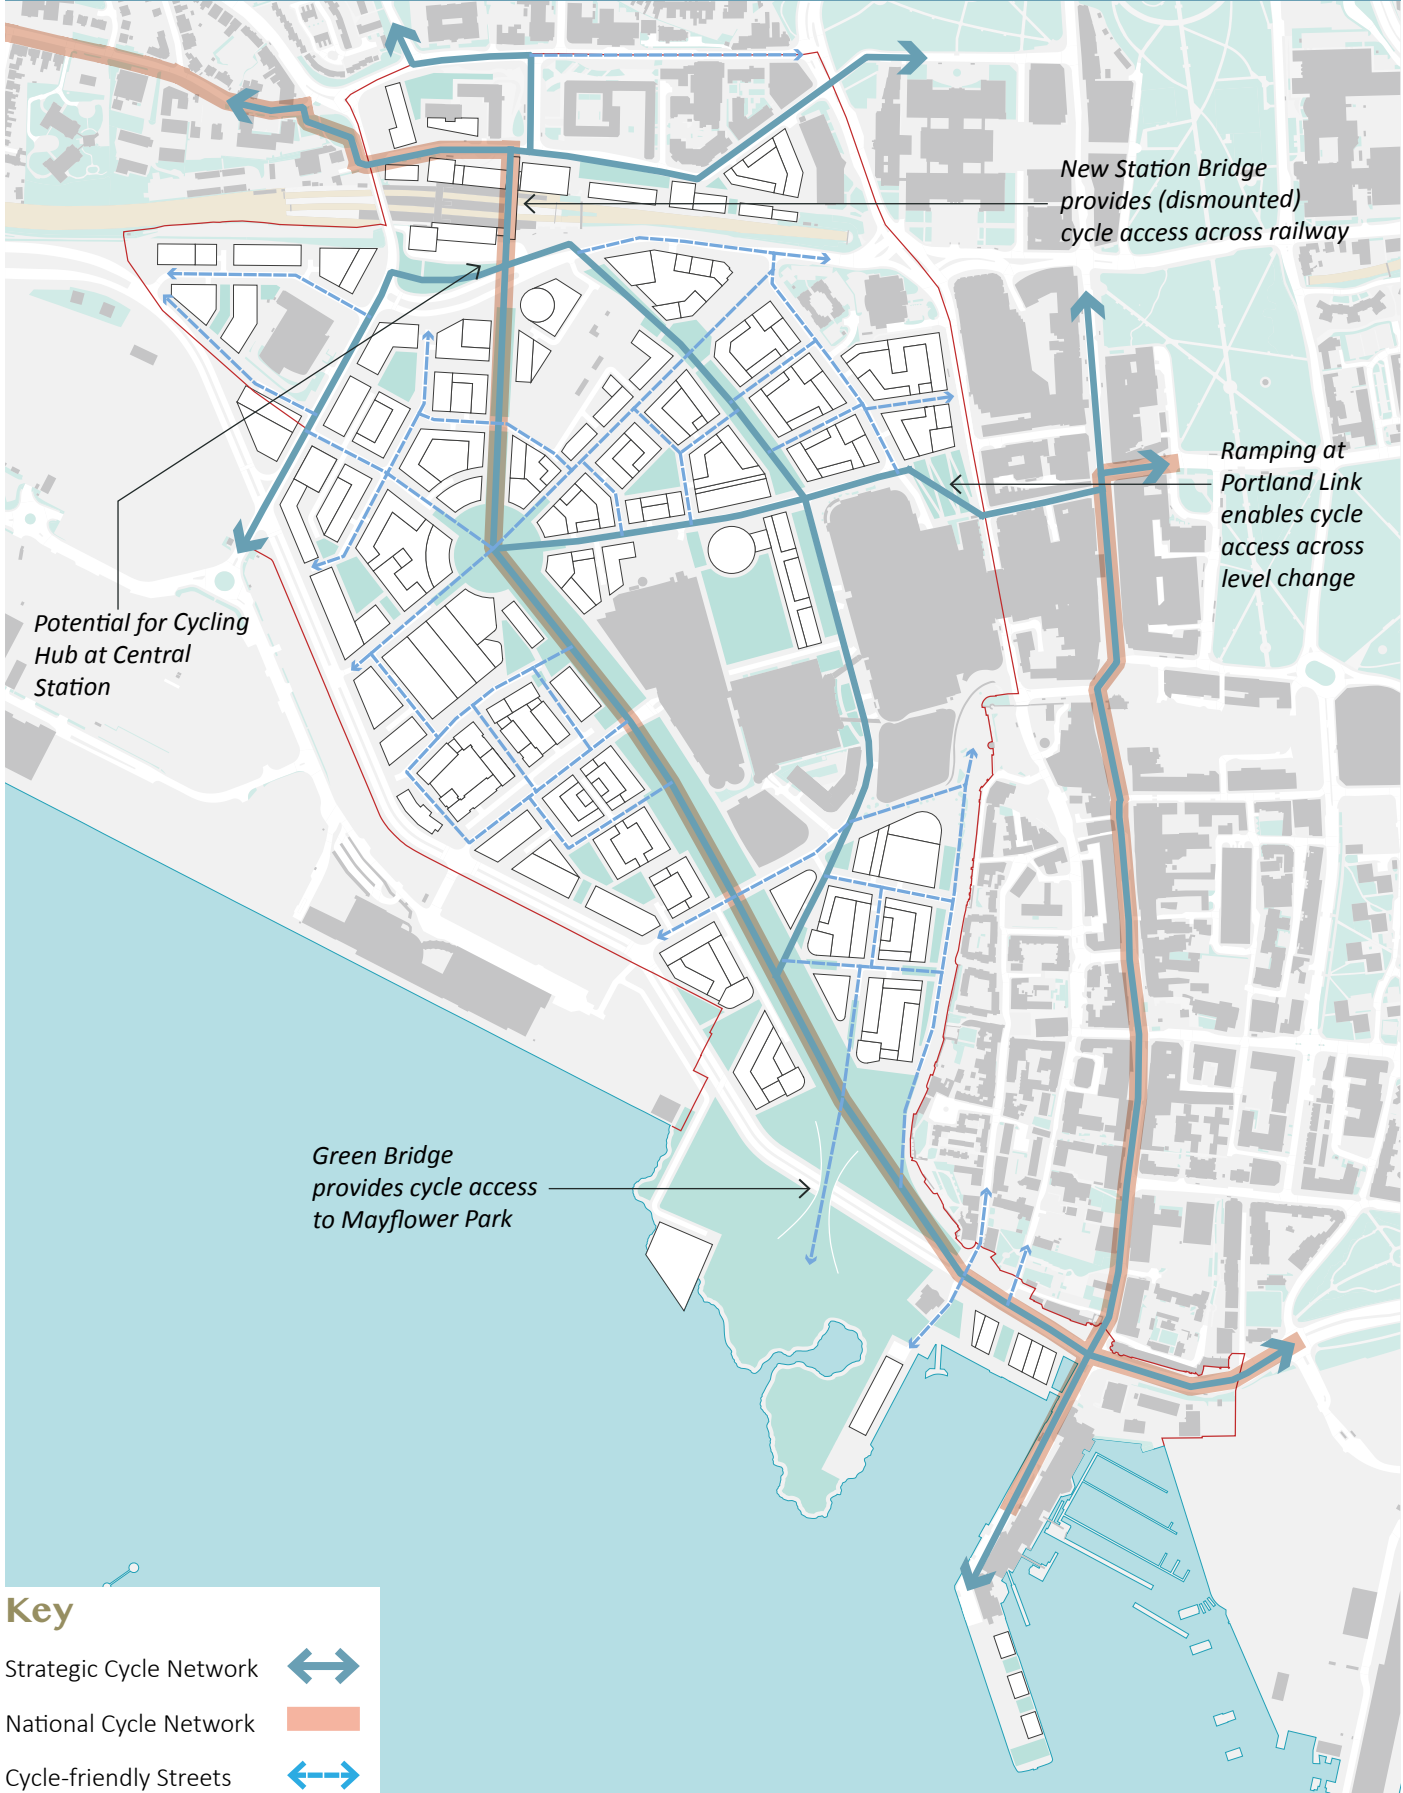 New Station Bridge
provides (dismounted)
cycle access across railway
Ramping at
Portland Link
enables cycle
access across
level change
Potential for Cycling
Hub at Central
Station
Green Bridge
provides cycle access
to Mayflower Park
Key
Strategic Cycle Network
National Cycle Network
Cycle-friendly Streets